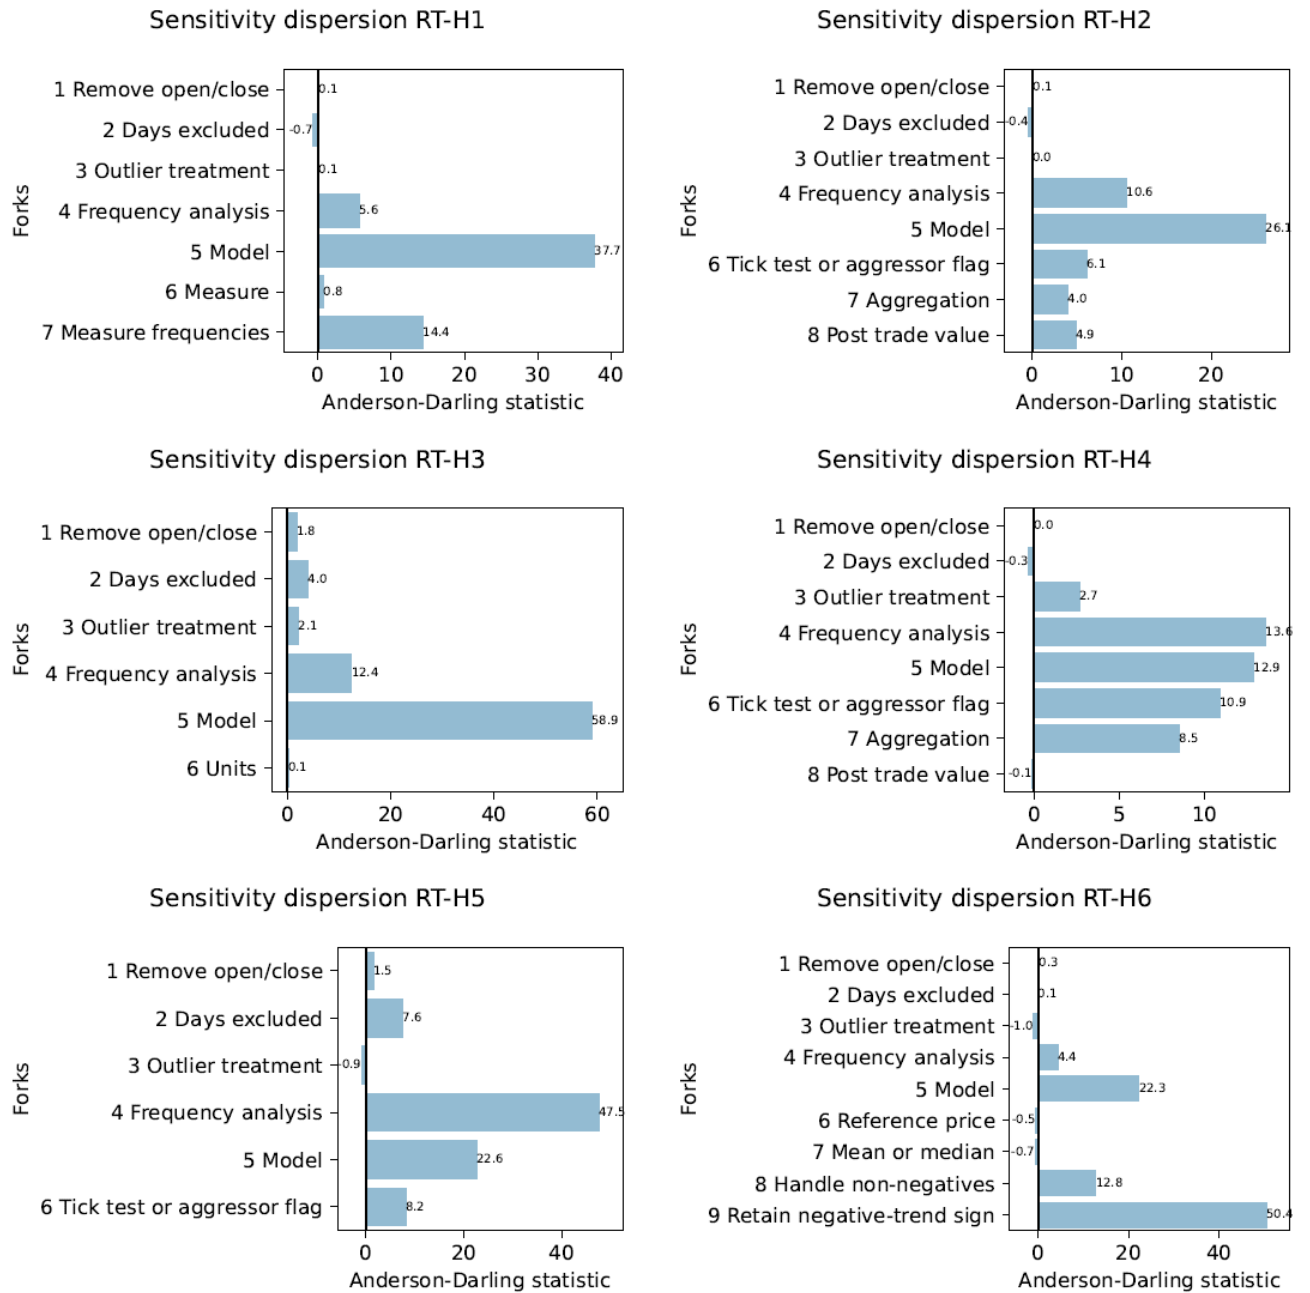 Sensitivity dispersion RT-H1
Forks
1 Remove open/close 0.1
2 Days excluded -0.7
3 Outlier treatment 0.1
4 Frequency analysis 5.6
5 Model 37.7
6 Measure 0.8
7 Measure frequencies 14.4
0 10 20 30 40
Anderson-Darling statistic
Sensitivity dispersion RT-H2
Forks
1 Remove open/close 0.1
2 Days excluded -0.4
3 Outlier treatment 0.0
4 Frequency analysis 10.6
5 Model 26.1
6 Tick test or aggressor flag 6.1
7 Aggregation 4.0
8 Post trade value 4.9
0 10 20
Anderson-Darling statistic
Sensitivity dispersion RT-H3
Forks
1 Remove open/close 1.8
2 Days excluded 4.0
3 Outlier treatment 2.1
4 Frequency analysis 12.4
5 Model 58.9
6 Units 0.1
0 20 40 60
Anderson-Darling statistic
Sensitivity dispersion RT-H4
Forks
1 Remove open/close 0.0
2 Days excluded -0.3
3 Outlier treatment 2.7
4 Frequency analysis 13.6
5 Model 12.9
6 Tick test or aggressor flag 10.9
7 Aggregation 8.5
8 Post trade value -0.1
0 5 10
Anderson-Darling statistic
Sensitivity dispersion RT-H5
Forks
1 Remove open/close 1.5
2 Days excluded 7.6
3 Outlier treatment -0.9
4 Frequency analysis 47.5
5 Model 22.6
6 Tick test or aggressor flag 8.2
0 20 40
Anderson-Darling statistic
Sensitivity dispersion RT-H6
Forks
1 Remove open/close 0.3
2 Days excluded 0.1
3 Outlier treatment -1.0
4 Frequency analysis 4.4
5 Model 22.3
6 Reference price -0.5
7 Mean or median -0.7
8 Handle non-negatives 12.8
9 Retain negative-trend sign 50.4
0 20 40
Anderson-Darling statistic